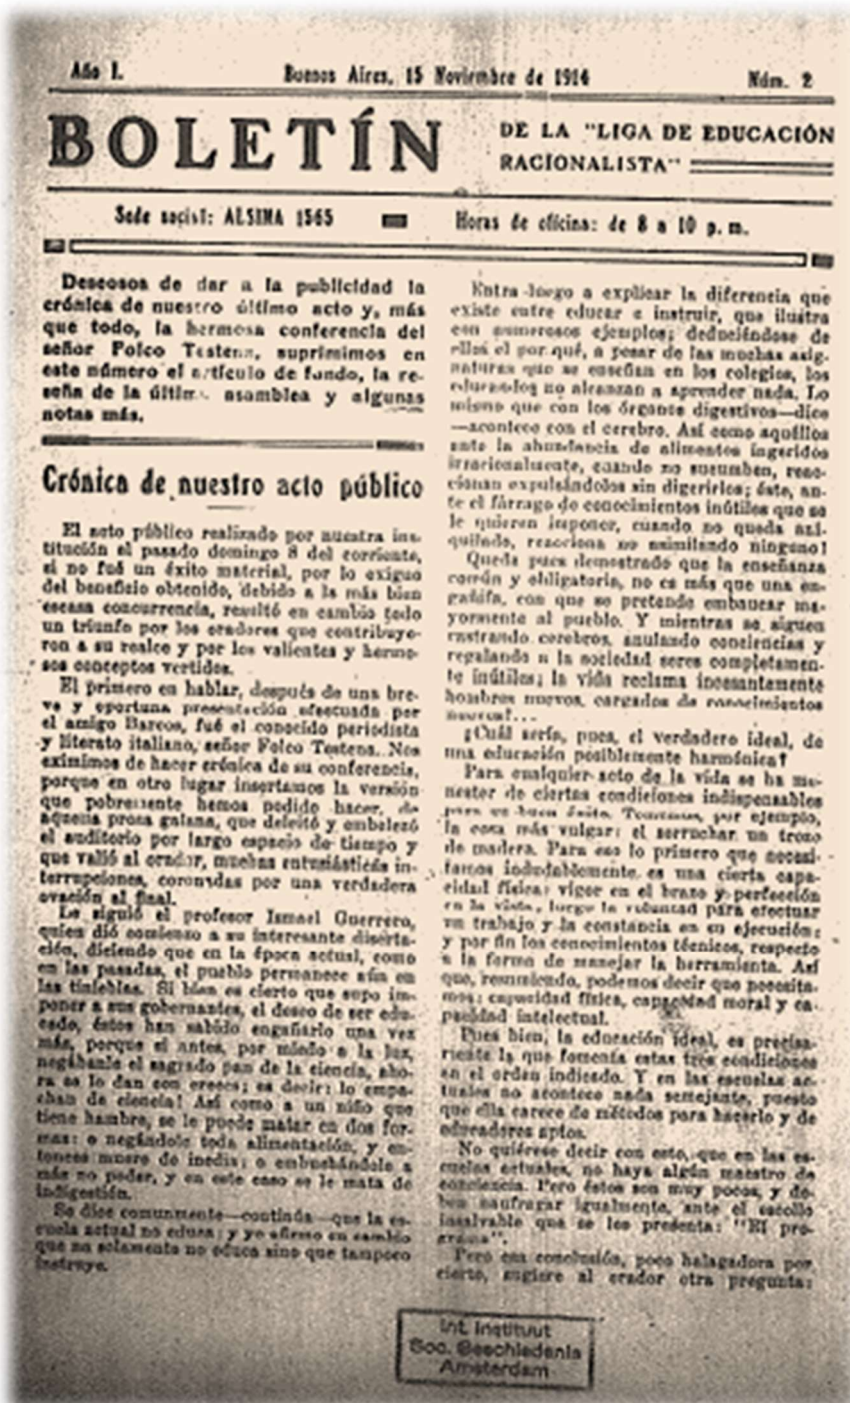 Año I.
Buenos Aires, 15 Noviembre de 1914
Núm. 2
BOLETÍN
DE LA "LIGA DE EDUCACIÓN
RACIONALISTA"
Sede social: ALSINA 1565
Horas de oficina: de 8 a 10 p. m.
Deseosos de dar a la publicidad la
crónica de nuestro último acto y, más
que todo, la hermosa conferencia del
señor Folco Testena, suprimimos en
este número el artículo de fondo, la re-
seña de la última asamblea y algunas
notas más.
Crónica de nuestro acto público
El acto público realizado por nuestra ins-
titución el pasado domingo 8 del corriente,
si no fué un éxito material, por lo exiguo
del beneficio obtenido, debido a la más bien
escasa concurrencia, resultó en cambio todo
un triunfo por los oradores que contribuye-
ron a su realce y por los valientes y hermo-
sos conceptos vertidos.
El primero en hablar, después de una bre-
ve y oportuna presentación efectuada por
el amigo Barcos, fué el conocido periodista
y literato italiano, señor Folco Testena. Nos
eximimos de hacer crónica de su conferencia,
porque en otro lugar insertamos la versión
que pobremente hemos podido hacer, de
aquella prosa galana, que deleitó y embelezó
el auditorio por largo espacio de tiempo y
que valió al orador, muchas entusiásticas in-
terrupciones, coronadas por una verdadera
ovación al final.
Le siguió el profesor Ismael Guerrero,
quien dió comienzo a su interesante diserta-
ción, diciendo que en la época actual, como
en las pasadas, el pueblo permanece aún en
las tinieblas. Si bien es cierto que supo im-
poner a sus gobernantes, el deseo de ser edu-
cado, éstos han sabido engañarlo una vez
más, porque si antes, por miedo a la luz,
negábanle el sagrado pan de la ciencia, aho-
ra se lo dan con creces; es decir: lo empa-
chan de ciencia! Así como a un niño que
tiene hambre, se le puede matar en dos for-
mas: o negándole toda alimentación, y en-
tonces muere de inedia; o embuchándole a
más no poder, y en este caso se le mata de
indigestión.
Se dice comunmente—continúa—que la es-
cuela actual no educa; y yo afirmo en cambio
que no solamente no educa sino que tampoco
instruye.
Entra luego a explicar la diferencia que
existe entre educar e instruir, que ilustra
con numerosos ejemplos; deduciéndose de
ellos el por qué, a pesar de las muchas asig-
naturas que se enseñan en los colegios, los
educandos no alcanzan a aprender nada. Lo
mismo que con los órganos digestivos—dice
—acontece con el cerebro. Así como aquéllos
ante la abundancia de alimentos ingeridos
irracionalmente, cuando no sucumben, reac-
cionan expulsándolos sin digerirlos; éste, an-
te el fárrago de conocimientos inútiles que se
le quieren imponer, cuando no queda ani-
quilado, reacciona no asimilando ninguno!
Queda pues demostrado que la enseñanza
común y obligatoria, no es más que una en-
gañifa, con que se pretende embaucar ma-
yormente al pueblo. Y mientras se siguen
castrando cerebros, anulando conciencias y
regalando a la sociedad seres completamen-
te inútiles; la vida reclama incesantemente
hombres nuevos, cargados de conocimientos
nuevos!...
¿Cuál sería, pues, el verdadero ideal, de
una educación posiblemente harmónica?
Para cualquier acto de la vida se ha me-
nester de ciertas condiciones indispensables
para un buen éxito. Tomemos, por ejemplo,
la cosa más vulgar: el serruchar un trozo
de madera. Para eso lo primero que necesi-
tamos indudablemente es una cierta capa-
cidad física: vigor en el brazo y perfección
en la vista, luego la voluntad para efectuar
un trabajo y la constancia en su ejecución;
y por fin los conocimientos técnicos, respecto
a la forma de manejar la herramienta. Así
que, resumiendo, podemos decir que necesita-
mos: capacidad física, capacidad moral y ca-
pacidad intelectual.
Pues bien, la educación ideal, es precisa-
mente la que fomenta estas tres condiciones
en el orden indicado. Y en las escuelas ac-
tuales no acontece nada semejante, puesto
que ella carece de métodos para hacerlo y de
educadores aptos.
No quiérese decir con esto, que en las es-
cuelas actuales, no haya algún maestro de
conciencia. Pero éstos son muy pocos, y de-
ben naufragar igualmente, ante el escollo
insalvable que se les presenta: "El pro-
grama".
Pero esa conclusión, poco halagadora por
cierto, sugiere al orador otra pregunta:
Int. Instituut
Soc. Geschiedenis
Amsterdam